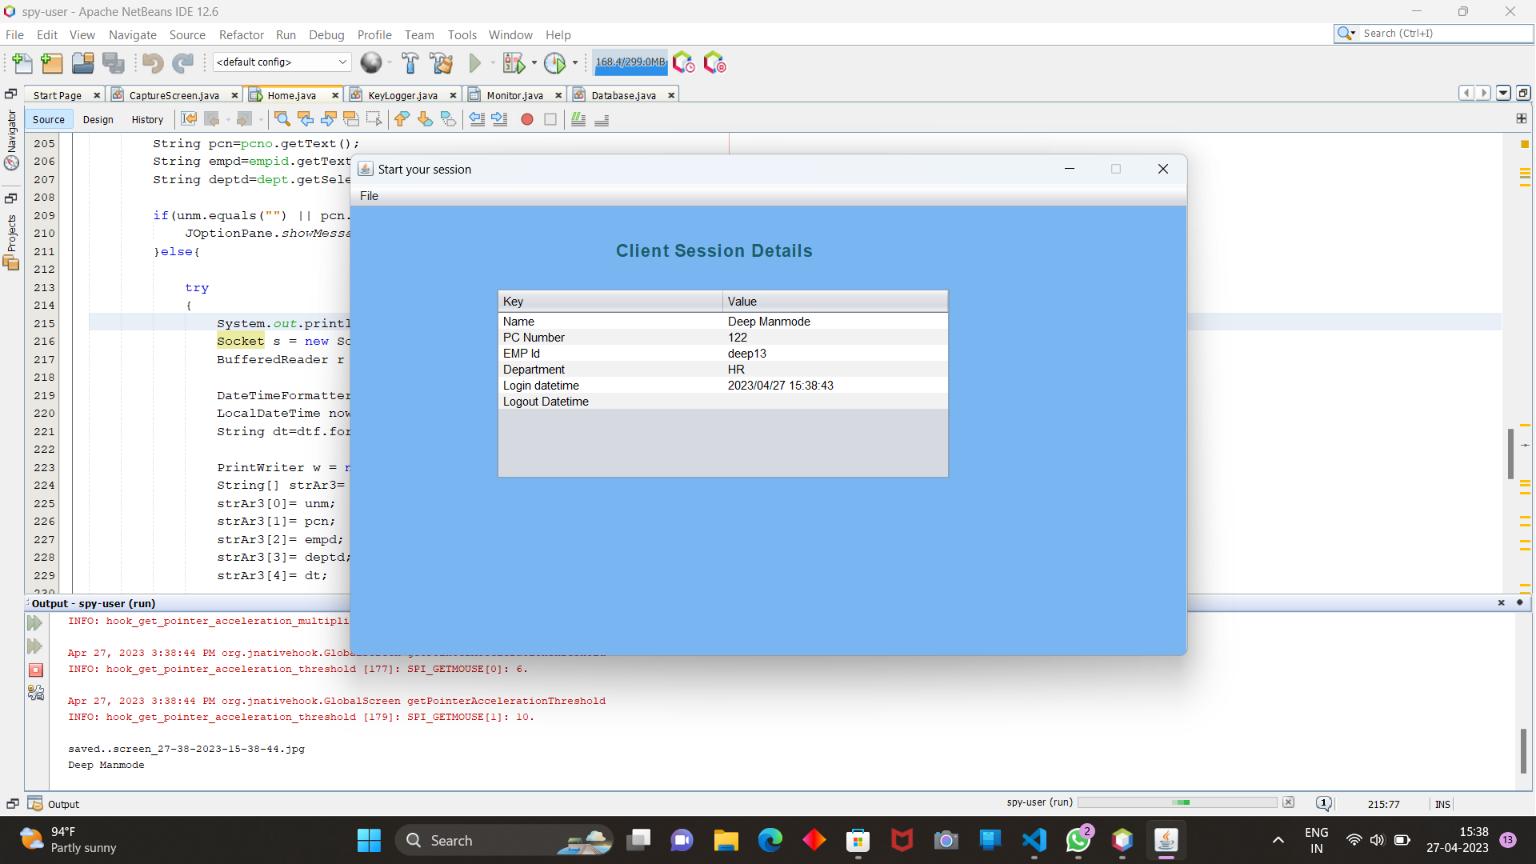 spy-user - Apache NetBeans IDE 12.6
File Edit View Navigate Source Refactor Run Debug Profile Team Tools Window Help
Search (Ctrl+I)
<default config>
168.4/299.0MB
Start Page CaptureScreen.java Home.java KeyLogger.java Monitor.java Database.java
Source Design History
Navigator
Projects
205 String pcn=pcno.getText();
206 String empd=empid.getText
207 String deptd=dept.getSele
208
209 if(unm.equals("") || pcn.
210 JOptionPane.showMessa
211 }else{
212
213 try
214 {
215 System.out.printl
216 Socket s = new So
217 BufferedReader r
218
219 DateTimeFormatter
220 LocalDateTime now
221 String dt=dtf.for
222
223 PrintWriter w = n
224 String[] strAr3=
225 strAr3[0]= unm;
226 strAr3[1]= pcn;
227 strAr3[2]= empd;
228 strAr3[3]= deptd;
229 strAr3[4]= dt;
Start your session
File
Client Session Details
Key Value
Name Deep Manmode
PC Number 122
EMP Id deep13
Department HR
Login datetime 2023/04/27 15:38:43
Logout Datetime
Output - spy-user (run)
INFO: hook_get_pointer_acceleration_multipli
Apr 27, 2023 3:38:44 PM org.jnativehook.GlobalScreen getPointerAccelerationThreshold
INFO: hook_get_pointer_acceleration_threshold [177]: SPI_GETMOUSE[0]: 6.
Apr 27, 2023 3:38:44 PM org.jnativehook.GlobalScreen getPointerAccelerationThreshold
INFO: hook_get_pointer_acceleration_threshold [179]: SPI_GETMOUSE[1]: 10.
saved..screen_27-38-2023-15-38-44.jpg
Deep Manmode
Output
spy-user (run)
1
215:77
INS
94°F
Partly sunny
Search
2
ENG
IN
15:38
27-04-2023
13